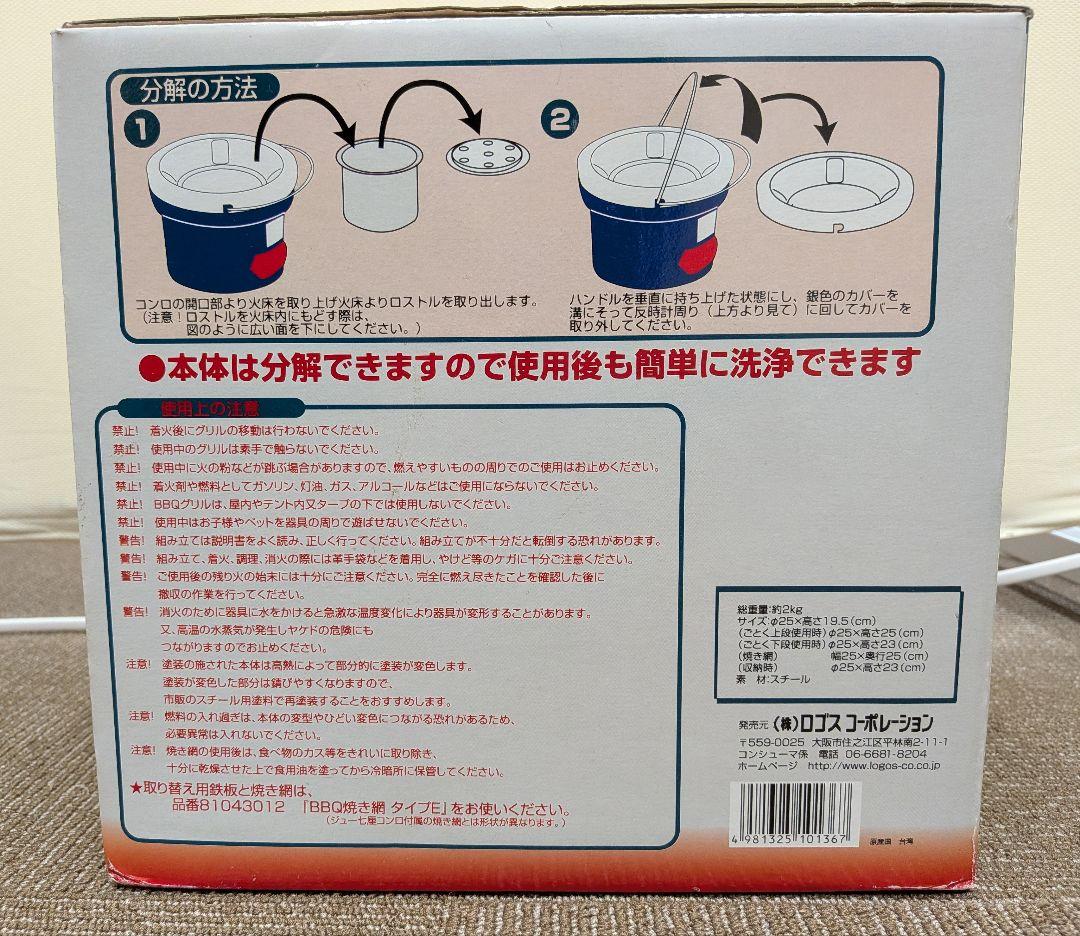 分解の方法
1
2
コンロの開口部より火床を取り上げ火床よりロストルを取り出します。
(注意！ロストルを火床内にもどす際は、
図のように広い面を下にしてください。)
ハンドルを垂直に持ち上げた状態にし、銀色のカバーを
溝にそって反時計周り(上方より見て)に回してカバーを
取り外してください。
●本体は分解できますので使用後も簡単に洗浄できます
使用上の注意
禁止! 着火後にグリルの移動は行わないでください。
禁止! 使用中のグリルは素手で触らないでください。
禁止! 使用中に火の粉などが跳ぶ場合がありますので、燃えやすいものの周りでのご使用はお止めください。
禁止! 着火剤や燃料としてガソリン、灯油、ガス、アルコールなどはご使用にならないでください。
禁止! BBQグリルは、屋内やテント内又タープの下では使用しないでください。
禁止! 使用中はお子様やペットを器具の周りで遊ばせないでください。
警告! 組み立ては説明書をよく読み、正しく行ってください。組み立てが不十分だと転倒する恐れがあります。
警告! 組み立て、着火、調理、消火の際には革手袋などを着用し、やけど等のケガに十分ご注意ください。
警告! ご使用後の残り火の始末には十分にご注意ください。完全に燃え尽きたことを確認した後に
撤収の作業を行ってください。
警告! 消火のために器具に水をかけると急激な温度変化により器具が変形することがあります。
又、高温の水蒸気が発生しヤケドの危険にも
つながりますのでお止めください。
注意! 塗装の施された本体は高熱によって部分的に塗装が変色します。
塗装が変色した部分は錆びやすくなりますので、
市販のスチール用塗料で再塗装することをおすすめします。
注意! 燃料の入れ過ぎは、本体の変型やひどい変色につながる恐れがあるため、
必要異常は入れないでください。
注意! 焼き網の使用後は、食べ物のカス等をきれいに取り除き、
十分に乾燥させた上で食用油を塗ってから冷暗所に保管してください。
★取り替え用鉄板と焼き網は、
品番81043012 「BBQ焼き網 タイプE」をお使いください。
(ジュー七厘コンロ付属の焼き網とは形状が異なります。)
総重量:約2kg
サイズ:φ25×高さ19.5(cm)
(ごとく上段使用時) φ25×高さ25(cm)
(ごとく下段使用時) φ25×高さ23(cm)
(焼き網) 幅25×奥行25(cm)
(収納時) φ25×高さ23(cm)
素 材:スチール
発売元 (株)ロゴス コーポレーション
〒559-0025 大阪市住之江区平林南2-11-1
コンシューマ係 電話 06-6681-8204
ホームページ http://www.logos-co.co.jp
4 981325 101367
原産国 台湾